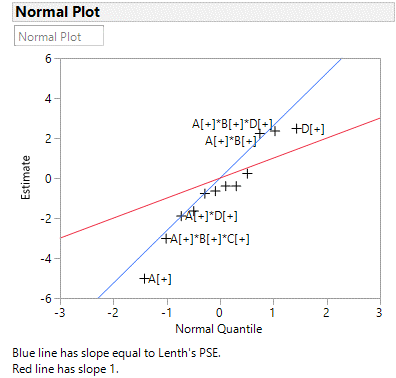 Normal Plot
Normal Plot
6
4
2
0
-2
-4
-6
Estimate
A[+]*B[+]*D[+]
D[+]
A[+]*B[+]
A[+]*D[+]
A[+]*B[+]*C[+]
A[+]
-3 -2 -1 0 1 2 3
Normal Quantile
Blue line has slope equal to Lenth's PSE.
Red line has slope 1.